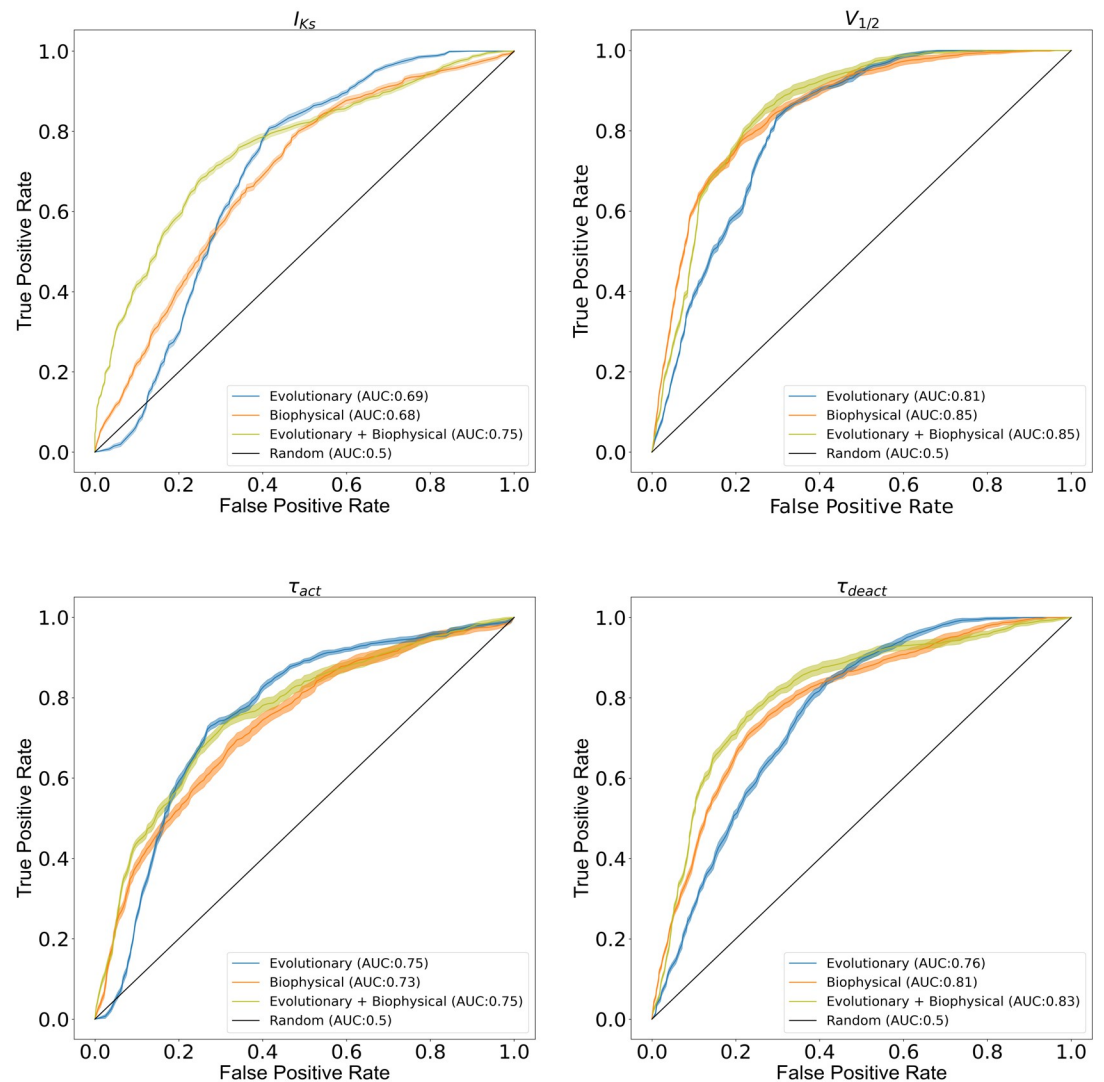 I_{Ks}
1.0
0.8
0.6
0.4
0.2
0.0
True Positive Rate
Evolutionary (AUC:0.69)
Biophysical (AUC:0.68)
Evolutionary + Biophysical (AUC:0.75)
Random (AUC:0.5)
0.0 0.2 0.4 0.6 0.8 1.0
False Positive Rate
V_{1/2}
1.0
0.8
0.6
0.4
0.2
0.0
True Positive Rate
Evolutionary (AUC:0.81)
Biophysical (AUC:0.85)
Evolutionary + Biophysical (AUC:0.85)
Random (AUC:0.5)
0.0 0.2 0.4 0.6 0.8 1.0
False Positive Rate
τ_{act}
1.0
0.8
0.6
0.4
0.2
0.0
True Positive Rate
Evolutionary (AUC:0.75)
Biophysical (AUC:0.73)
Evolutionary + Biophysical (AUC:0.75)
Random (AUC:0.5)
0.0 0.2 0.4 0.6 0.8 1.0
False Positive Rate
τ_{deact}
1.0
0.8
0.6
0.4
0.2
0.0
True Positive Rate
Evolutionary (AUC:0.76)
Biophysical (AUC:0.81)
Evolutionary + Biophysical (AUC:0.83)
Random (AUC:0.5)
0.0 0.2 0.4 0.6 0.8 1.0
False Positive Rate